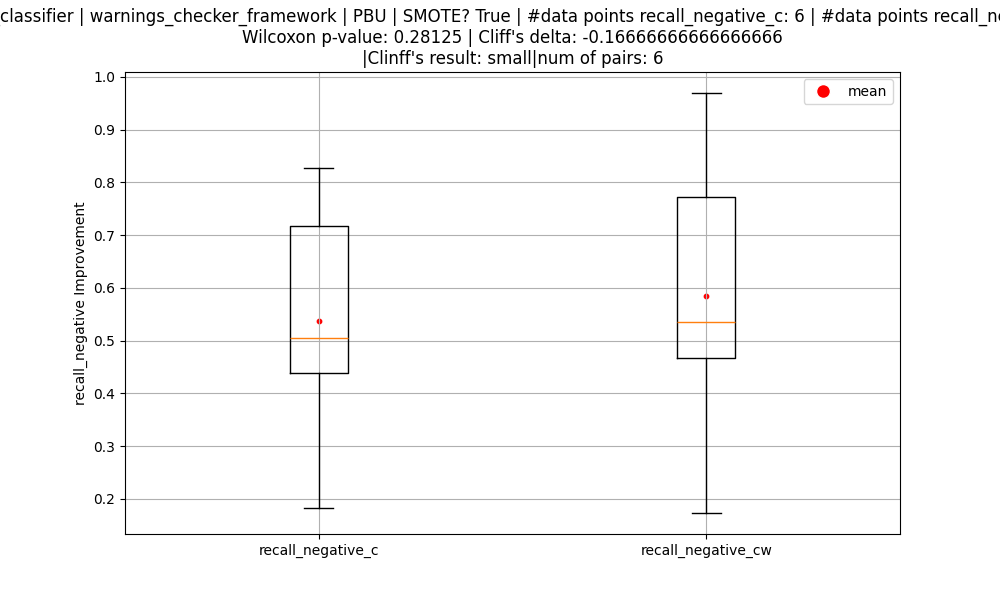 classifier | warnings_checker_framework | PBU | SMOTE? True | #data points recall_negative_c: 6 | #data points
Wilcoxon p-value: 0.28125 | Cliff's delta: -0.16666666666666666
|Clinff's result: small|num of pairs: 6
mean
1.0
0.9
0.8
0.7
0.6
0.5
0.4
0.3
0.2
recall_negative Improvement
recall_negative_c
recall_negative_cw